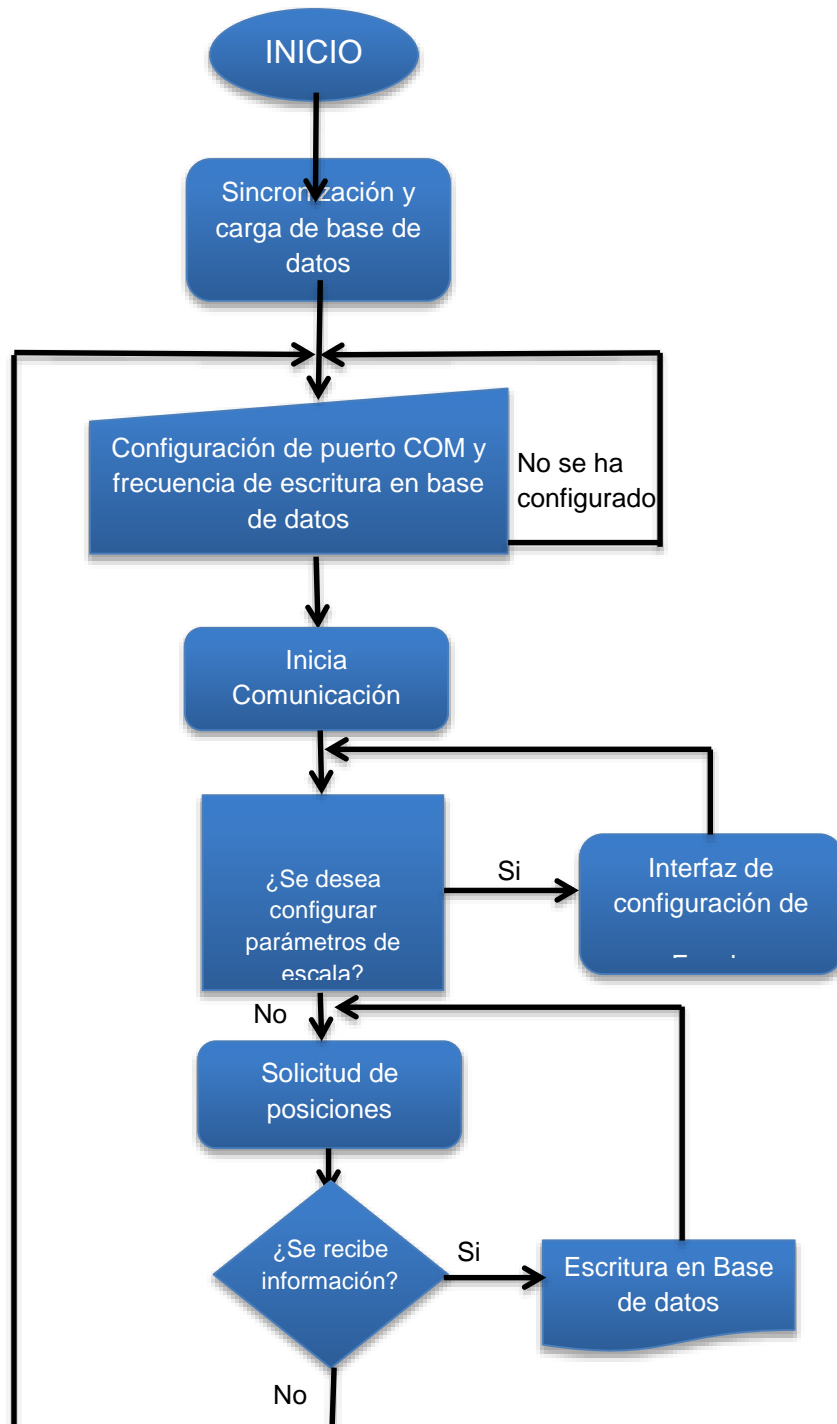 INICIO
Sincronización y
carga de base de
datos
Configuración de puerto COM y
frecuencia de escritura en base
de datos
No se ha
configurado
Inicia
Comunicación
¿Se desea
configurar
parámetros de
escala?
Si
Interfaz de
configuración de
No
Solicitud de
posiciones
¿Se recibe
información?
Si
Escritura en Base
de datos
No